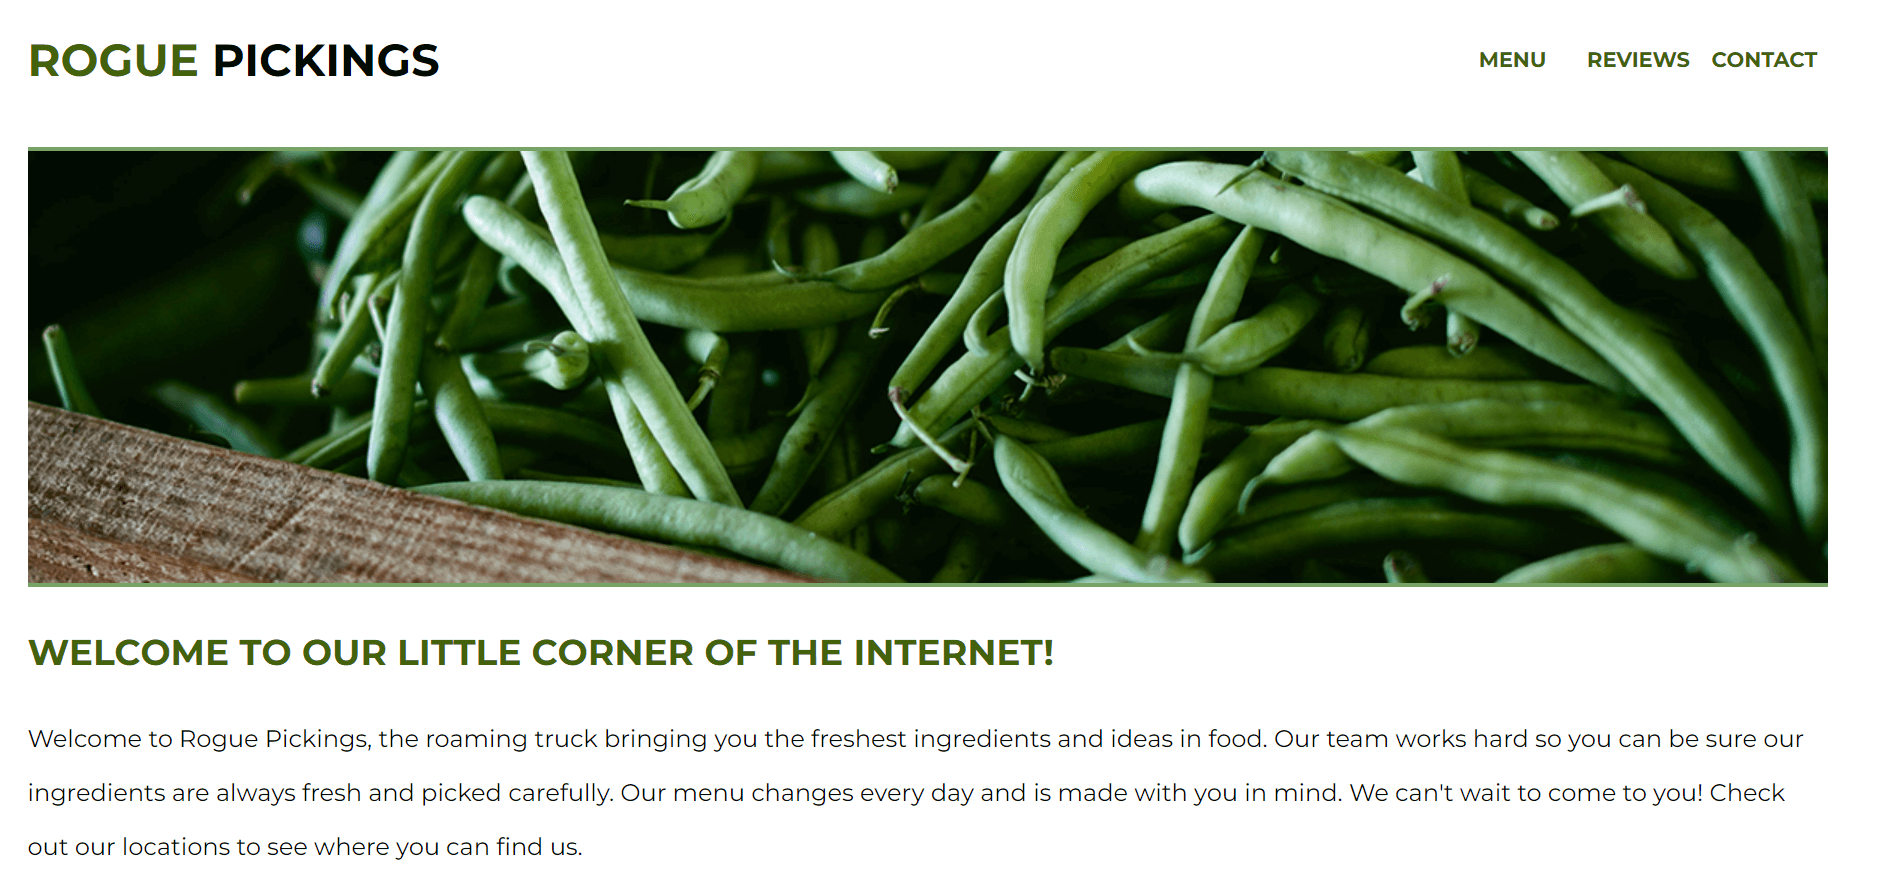 ROGUE PICKINGS
MENU REVIEWS CONTACT
WELCOME TO OUR LITTLE CORNER OF THE INTERNET!
Welcome to Rogue Pickings, the roaming truck bringing you the freshest ingredients and ideas in food. Our team works hard so you can be sure our
ingredients are always fresh and picked carefully. Our menu changes every day and is made with you in mind. We can't wait to come to you! Check
out our locations to see where you can find us.